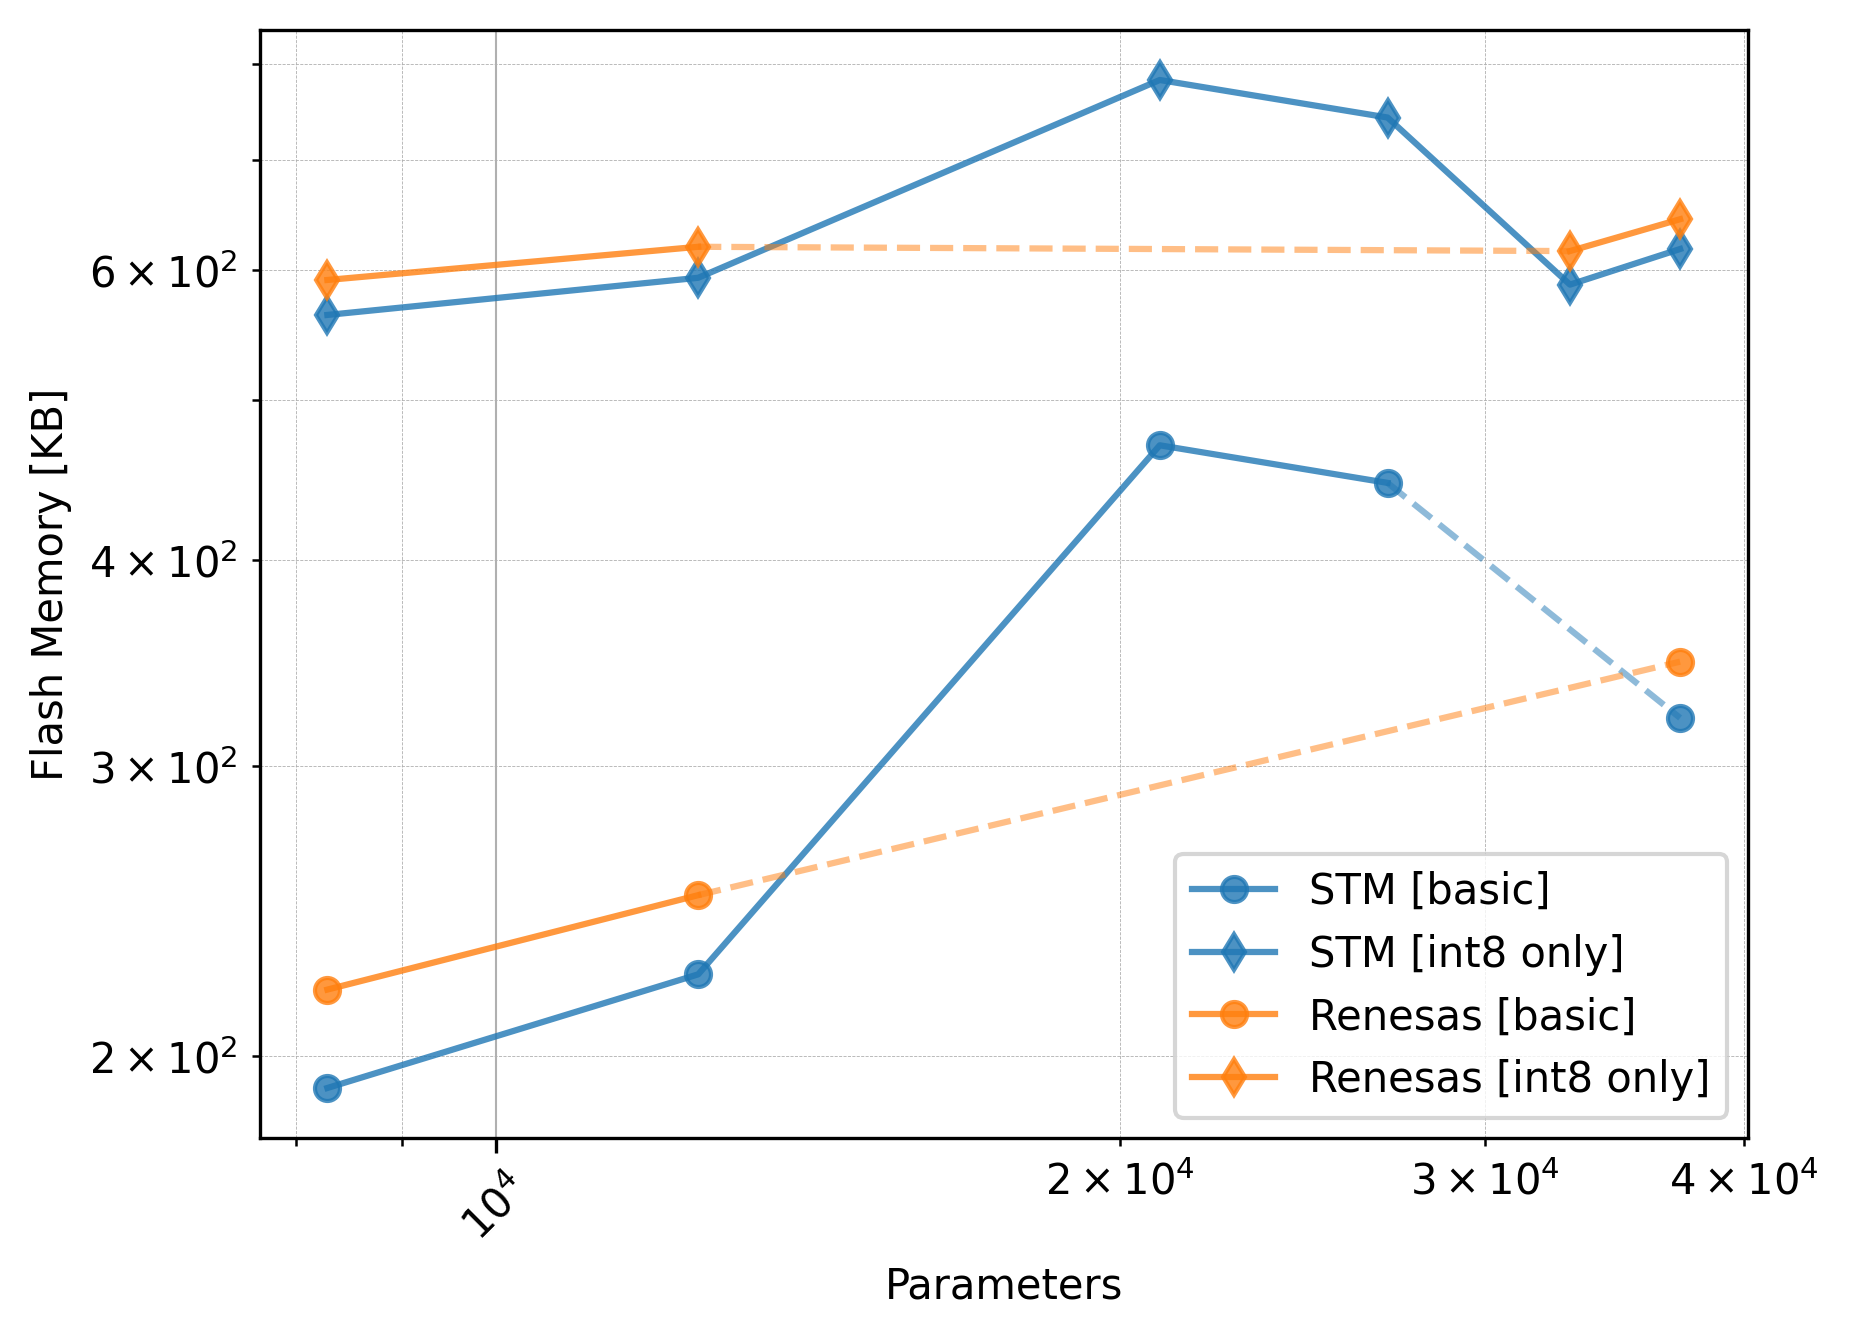 Flash Memory [KB]
6 × 10²
4 × 10²
3 × 10²
2 × 10²
STM [basic]
STM [int8 only]
Renesas [basic]
Renesas [int8 only]
10⁴
2 × 10⁴
3 × 10⁴
4 × 10⁴
Parameters